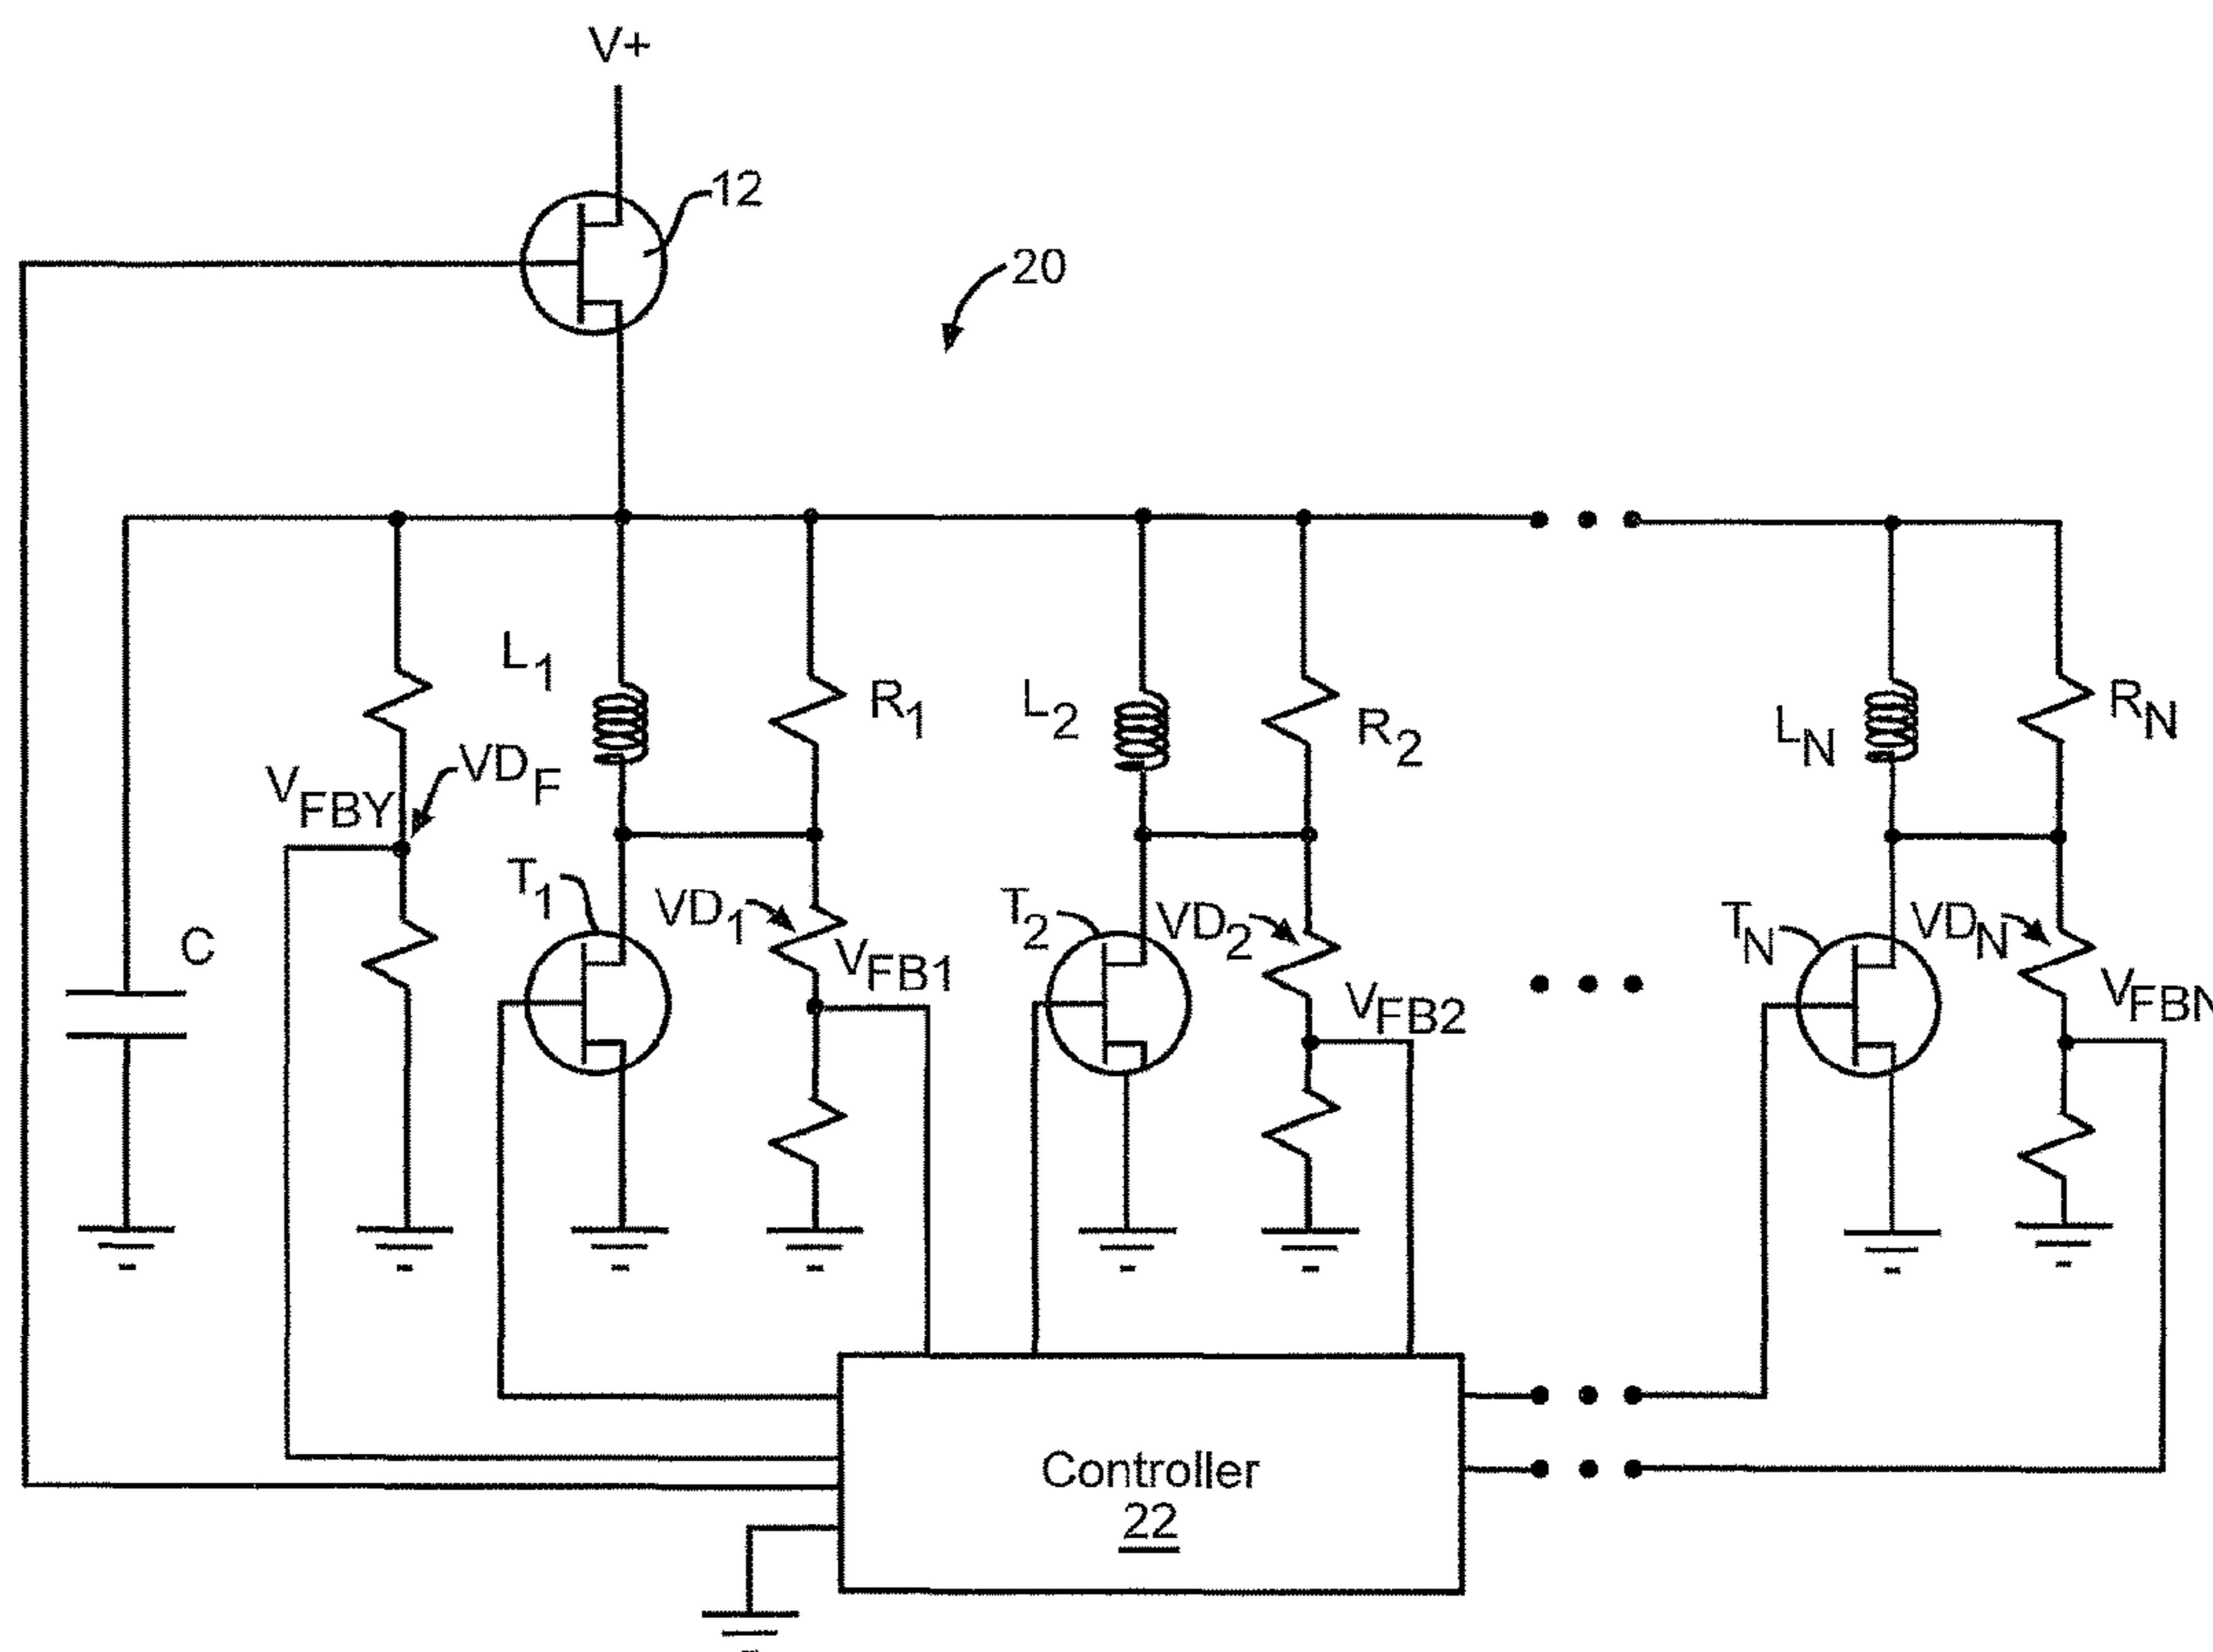 V+
12
20
L1
R1
L2
R2
LN
RN
VFBY
VDF
C
T1
VD1
VFB1
T2
VD2
VFB2
TN
VDN
VFBN
Controller
22